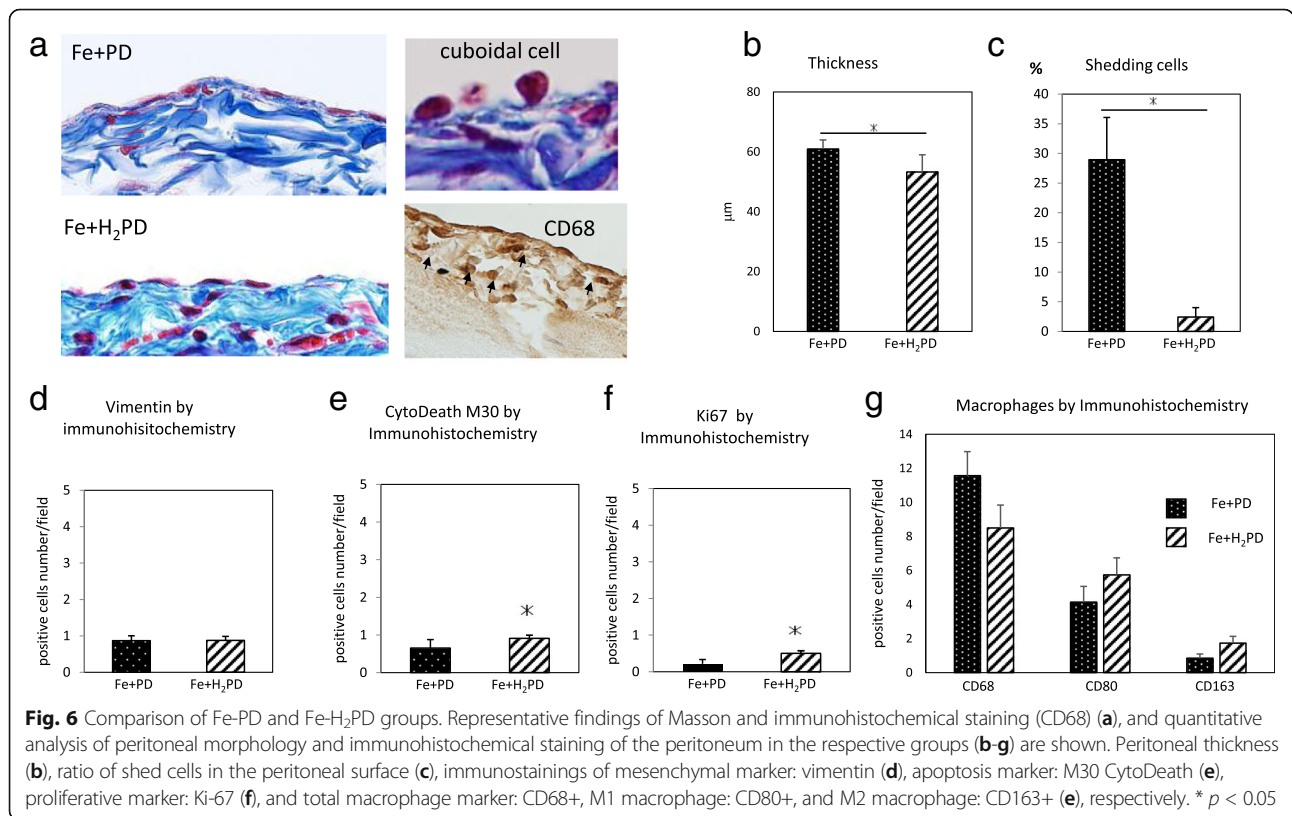 a
Fe+PD
cuboidal cell
Fe+H₂PD
CD68
b
Thickness
80
60
40
20
0
μm
*
Fe+PD
Fe+H₂PD
c
%
Shedding cells
40
35
30
25
20
15
10
5
0
*
Fe+PD
Fe+H₂PD
d
Vimentin by
immunohisitochemistry
positive cells number/field
5
4
3
2
1
0
Fe+PD
Fe+H₂PD
e
CytoDeath M30 by
Immunohistochemistry
positive cells number/field
5
4
3
2
1
0
*
Fe+PD
Fe+H₂PD
f
Ki67 by
Immunohistochemistry
positive cells number/field
5
4
3
2
1
0
*
Fe+PD
Fe+H₂PD
g
Macrophages by Immunohistochemistry
positive cells number/field
14
12
10
8
6
4
2
0
Fe+PD
Fe+H₂PD
CD68
CD80
CD163
Fig. 6 Comparison of Fe-PD and Fe-H₂PD groups. Representative findings of Masson and immunohistochemical staining (CD68) (a), and quantitative
analysis of peritoneal morphology and immunohistochemical staining of the peritoneum in the respective groups (b-g) are shown. Peritoneal thickness
(b), ratio of shed cells in the peritoneal surface (c), immunostainings of mesenchymal marker: vimentin (d), apoptosis marker: M30 CytoDeath (e),
proliferative marker: Ki-67 (f), and total macrophage marker: CD68+, M1 macrophage: CD80+, and M2 macrophage: CD163+ (e), respectively. * p < 0.05